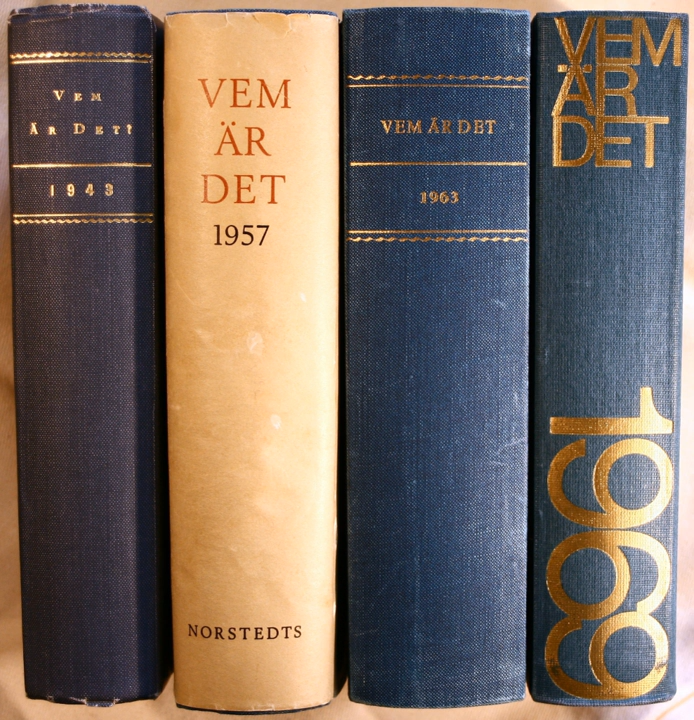 VEM
ÄR DET?
1943
VEM
ÄR
DET
1957
NORSTEDTS
VEM ÄR DET
1963
VEM
ÄR
DET
1969